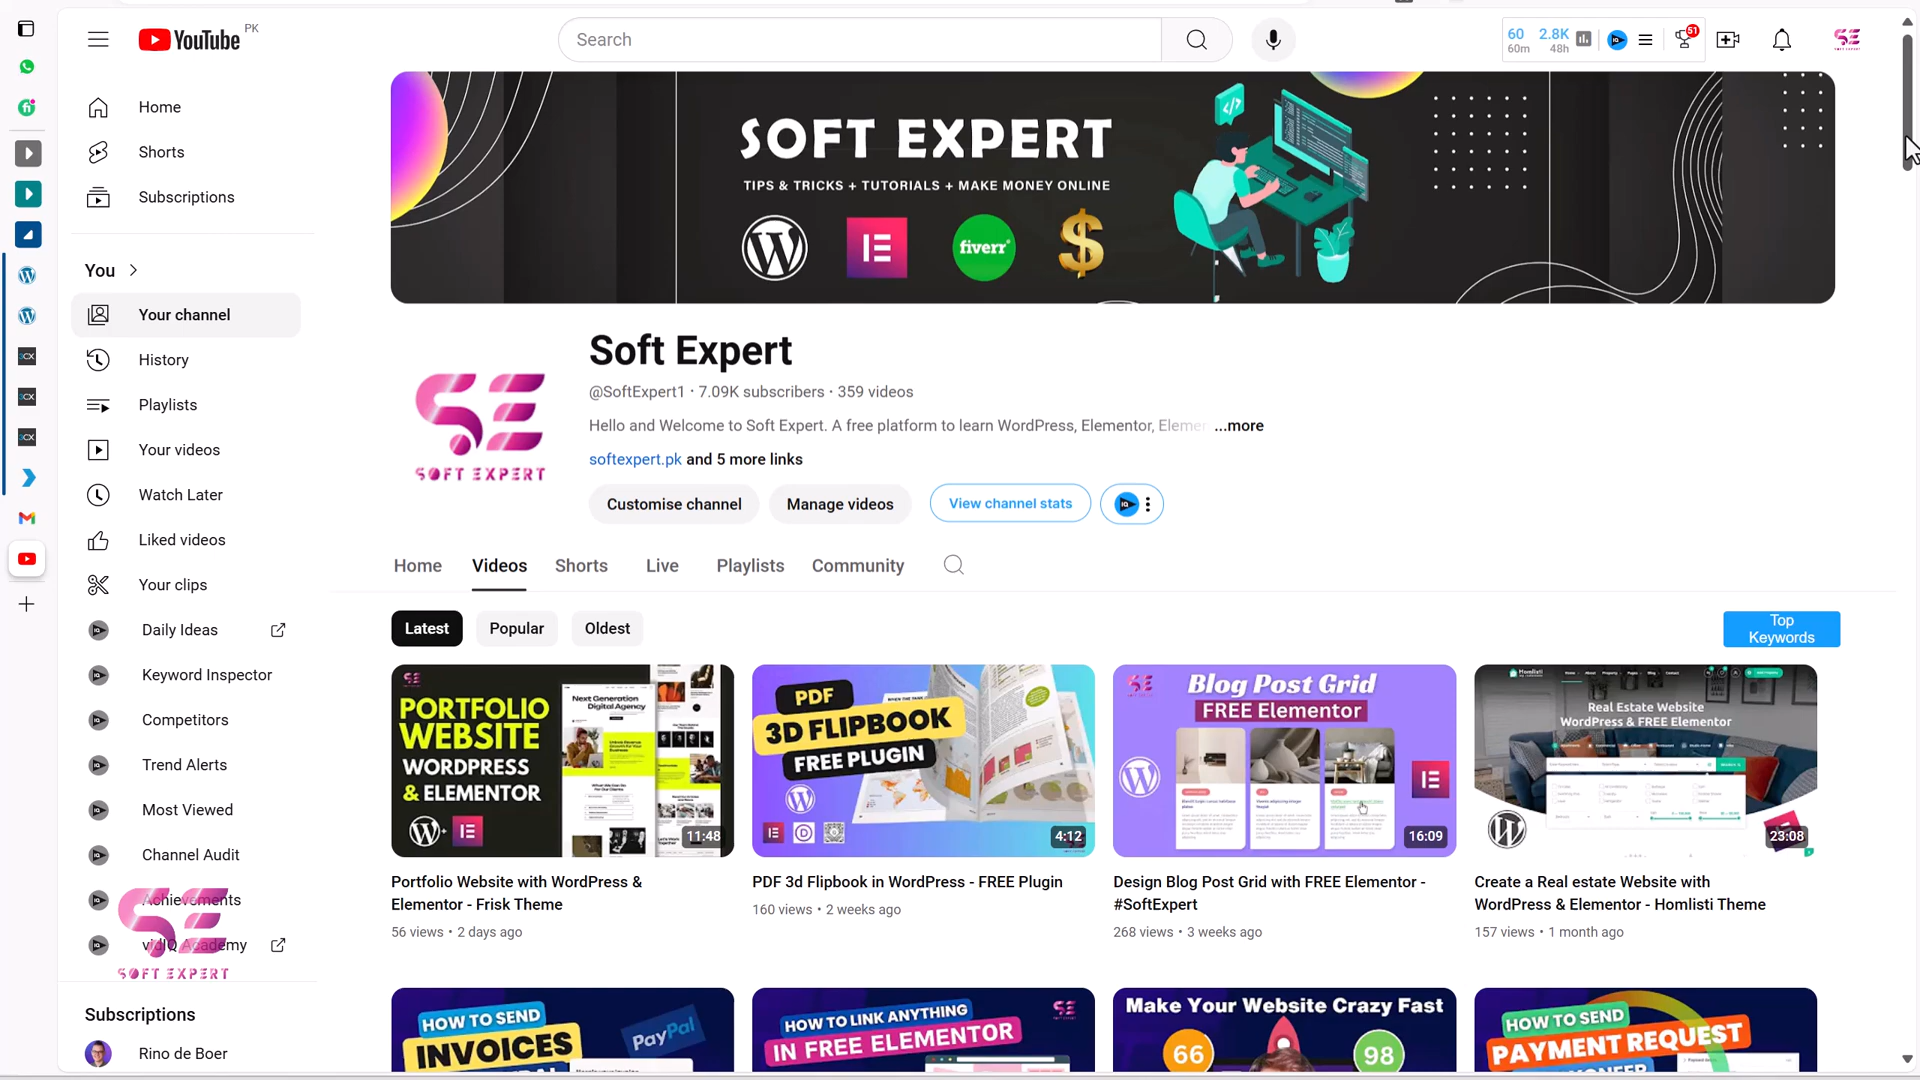 YouTube PK
Search
60 2.8K
60m 48h
51
Home
Shorts
Subscriptions
You
Your channel
History
Playlists
Your videos
Watch Later
Liked videos
Your clips
Daily Ideas
Keyword Inspector
Competitors
Trend Alerts
Most Viewed
Channel Audit
Achievements
vidIQ Academy
SOFT EXPERT
Subscriptions
Rino de Boer
SOFT EXPERT
TIPS & TRICKS + TUTORIALS + MAKE MONEY ONLINE
fiverr
SOFT EXPERT
Soft Expert
@SoftExpert1 · 7.09K subscribers · 359 videos
Hello and Welcome to Soft Expert. A free platform to learn WordPress, Elementor, Eleme ...more
softexpert.pk and 5 more links
Customise channel Manage videos View channel stats
Home Videos Shorts Live Playlists Community
Latest Popular Oldest
Top
Keywords
PORTFOLIO
WEBSITE
WORDPRESS
& ELEMENTOR
Next Generation
Digital Agency
11:48
Portfolio Website with WordPress &
Elementor - Frisk Theme
56 views • 2 days ago
PDF
3D FLIPBOOK
FREE PLUGIN
4:12
PDF 3d Flipbook in WordPress - FREE Plugin
160 views • 2 weeks ago
Blog Post Grid
FREE Elementor
16:09
Design Blog Post Grid with FREE Elementor -
#SoftExpert
268 views • 3 weeks ago
Real Estate Website
WordPress & FREE Elementor
23:08
Create a Real estate Website with
WordPress & Elementor - Homlisti Theme
157 views • 1 month ago
HOW TO SEND
INVOICES
PayPal
HOW TO LINK ANYTHING
IN FREE ELEMENTOR
Make Your Website Crazy Fast
66 98
HOW TO SEND
PAYMENT REQUEST